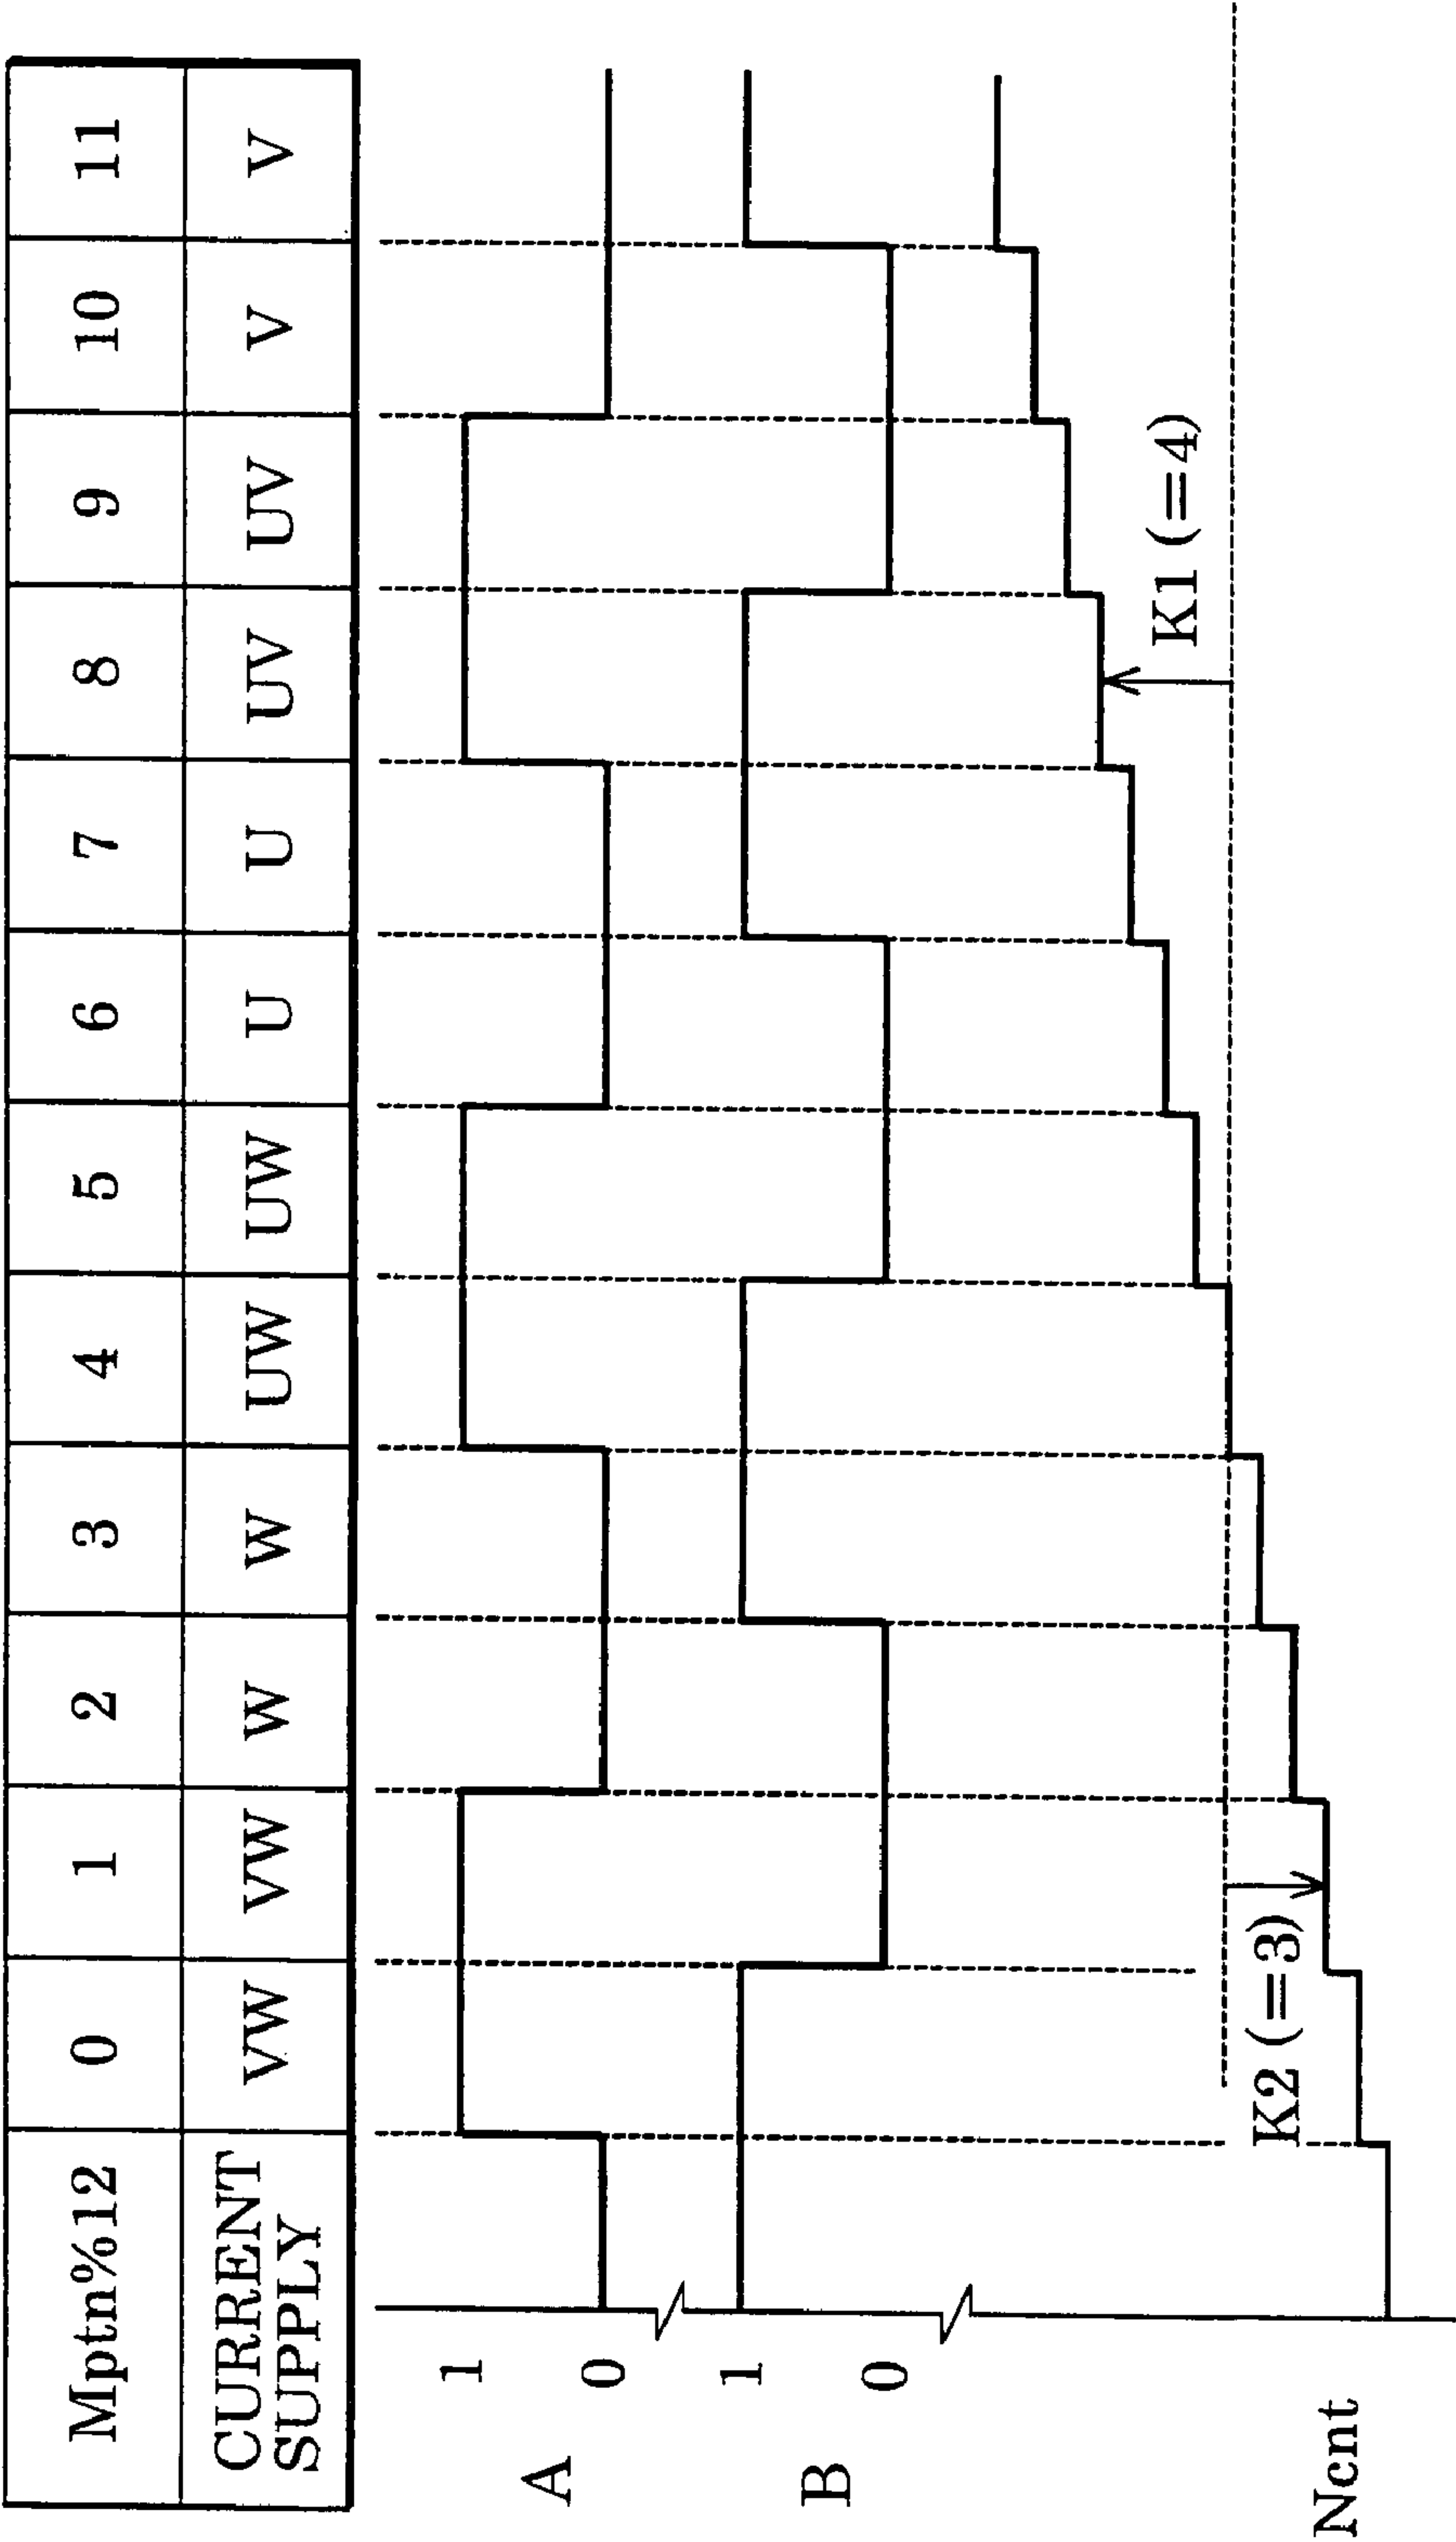 Mptn%12 0 1 2 3 4 5 6 7 8 9 10 11
CURRENT
SUPPLY
VW VW W W UW UW U U UV UV V V
A
1
0
B
1
0
Ncnt
K2 (=3)
K1 (=4)